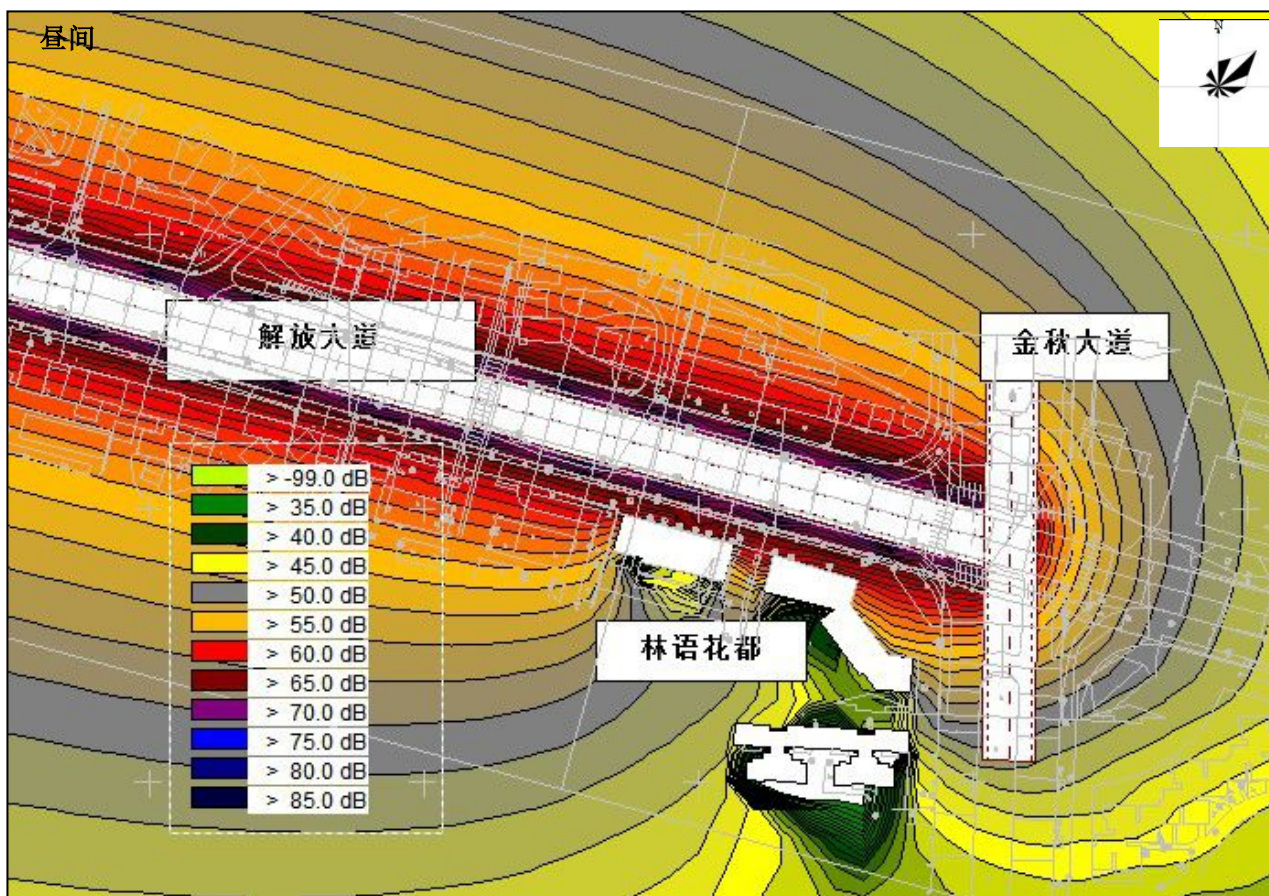 昼间
N
解放大道
金秋大道
> -99.0 dB
> 35.0 dB
> 40.0 dB
> 45.0 dB
> 50.0 dB
> 55.0 dB
> 60.0 dB
> 65.0 dB
> 70.0 dB
> 75.0 dB
> 80.0 dB
> 85.0 dB
林语花都